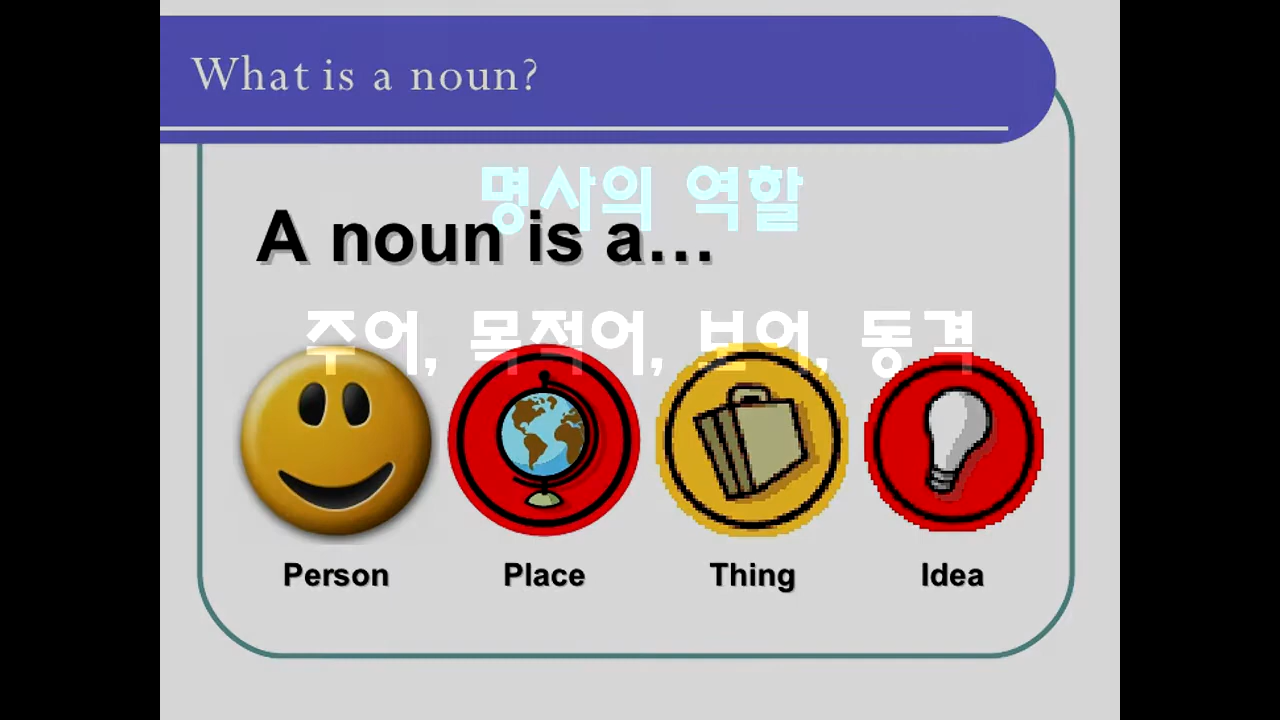 What is a noun?
명사의 역할
A noun is a...
주어, 목적어, 보어, 동격
Person Place Thing Idea